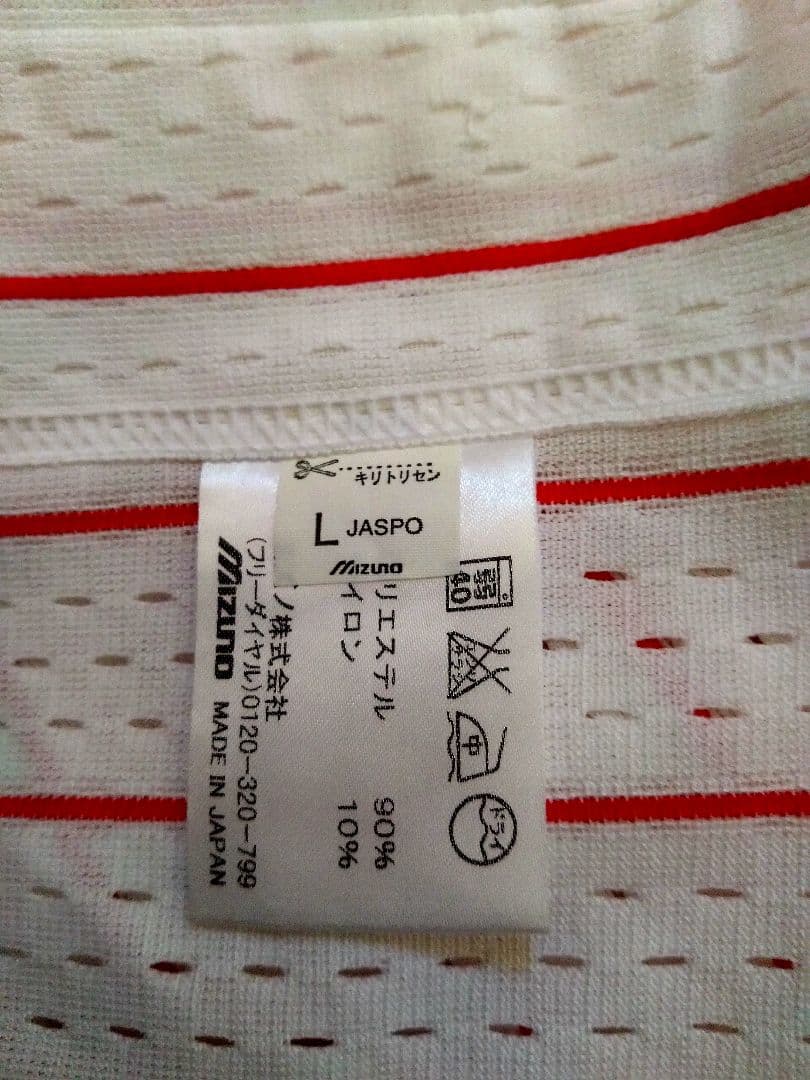 キリトリセン
L JASPO
MIZUNO
弱
40
中
ドライ
リエステル 90%
イロン 10%
ノ株式会社
(フリーダイヤル)0120-320-799
MIZUNO MADE IN JAPAN